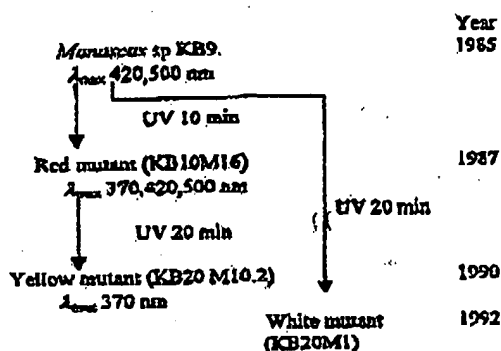 Year
Monascus sp KB9. 1985
λmax 420,500 nm
UV 10 min
Red mutant (KB10M16) 1987
λmax 370,420,500 nm
UV 20 min
UV 20 min
Yellow mutant (KB20 M10.2) 1990
λmax 370 nm
White mutant 1992
(KB20M1)